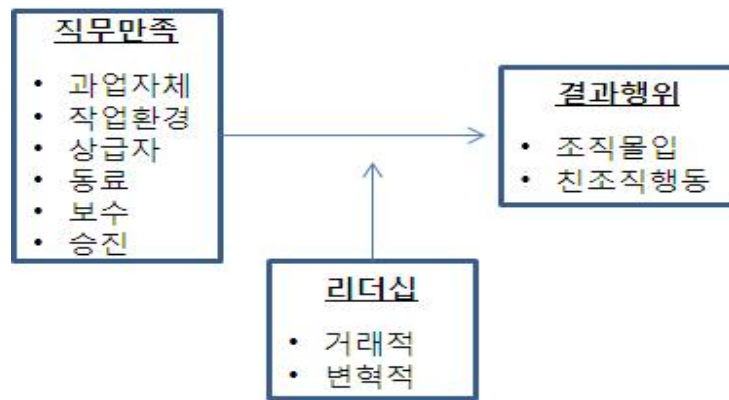 직무만족
• 과업자체
• 작업환경
• 상급자
• 동료
• 보수
• 승진
결과행위
• 조직몰입
• 친조직행동
리더십
• 거래적
• 변혁적